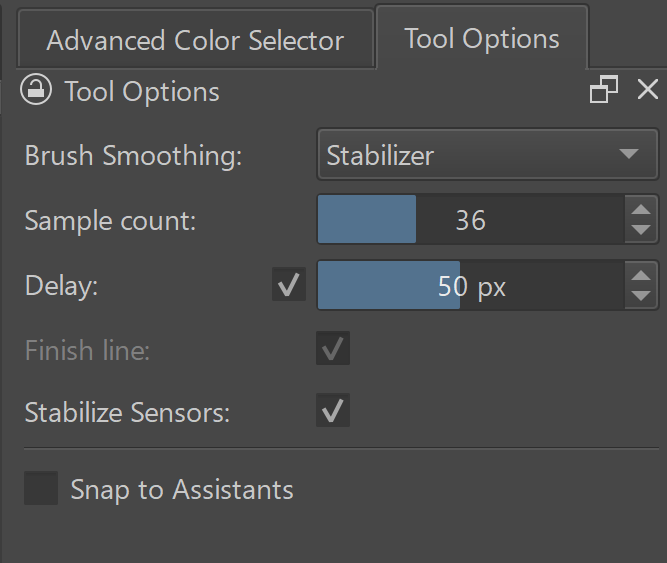 Advanced Color Selector
Tool Options
Tool Options
Brush Smoothing: Stabilizer
Sample count: 36
Delay: 50 px
Finish line:
Stabilize Sensors:
Snap to Assistants